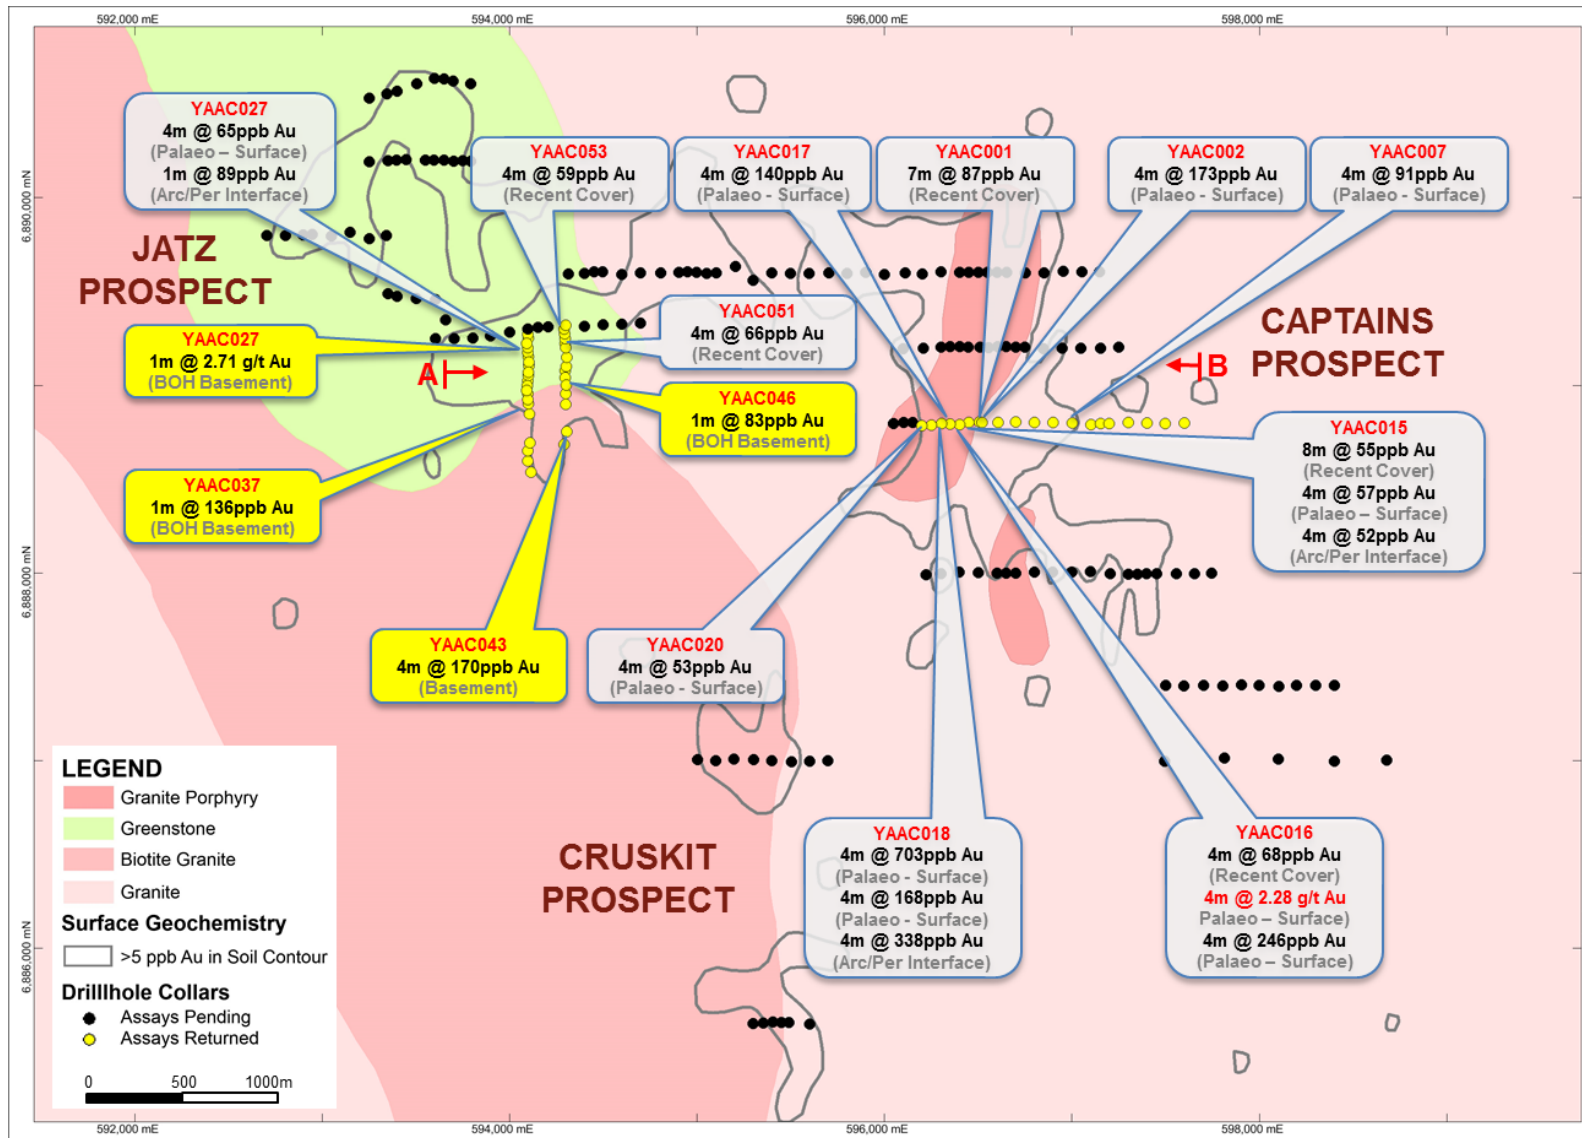 592,000 mE
594,000 mE
596,000 mE
598,000 mE
6,890,000 mN
6,888,000 mN
6,886,000 mN
YAAC027
4m @ 65ppb Au
(Palaeo – Surface)
1m @ 89ppb Au
(Arc/Per Interface)
YAAC053
4m @ 59ppb Au
(Recent Cover)
YAAC017
4m @ 140ppb Au
(Palaeo - Surface)
YAAC001
7m @ 87ppb Au
(Recent Cover)
YAAC002
4m @ 173ppb Au
(Palaeo - Surface)
YAAC007
4m @ 91ppb Au
(Palaeo - Surface)
JATZ
PROSPECT
YAAC027
1m @ 2.71 g/t Au
(BOH Basement)
A
YAAC051
4m @ 66ppb Au
(Recent Cover)
CAPTAINS
PROSPECT
B
YAAC046
1m @ 83ppb Au
(BOH Basement)
YAAC037
1m @ 136ppb Au
(BOH Basement)
YAAC015
8m @ 55ppb Au
(Recent Cover)
4m @ 57ppb Au
(Palaeo – Surface)
4m @ 52ppb Au
(Arc/Per Interface)
YAAC043
4m @ 170ppb Au
(Basement)
YAAC020
4m @ 53ppb Au
(Palaeo - Surface)
CRUSKIT
PROSPECT
YAAC018
4m @ 703ppb Au
(Palaeo - Surface)
4m @ 168ppb Au
(Palaeo - Surface)
4m @ 338ppb Au
(Arc/Per Interface)
YAAC016
4m @ 68ppb Au
(Recent Cover)
4m @ 2.28 g/t Au
Palaeo – Surface)
4m @ 246ppb Au
(Palaeo – Surface)
LEGEND
Granite Porphyry
Greenstone
Biotite Granite
Granite
Surface Geochemistry
>5 ppb Au in Soil Contour
Drilllhole Collars
Assays Pending
Assays Returned
0 500 1000m
592,000 mE
594,000 mE
596,000 mE
598,000 mE